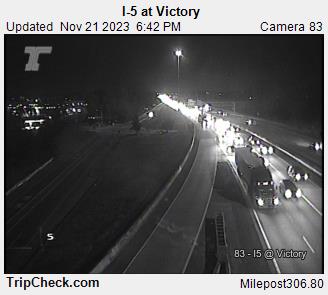 I-5 at Victory
Updated Nov 21 2023 6:42 PM Camera 83
T
S
83 - I5 @ Victory
TripCheck.com Milepost306.80